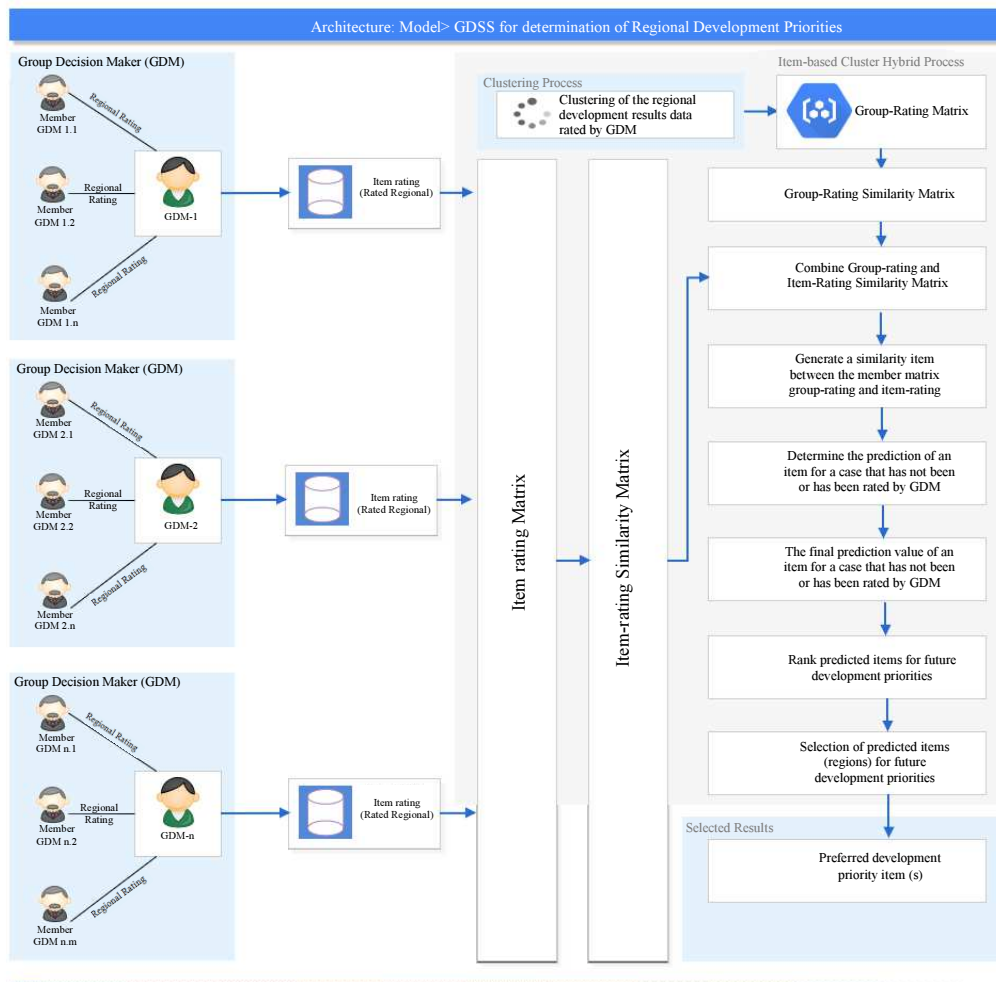 Architecture: Model> GDSS for determination of Regional Development Priorities
Group Decision Maker (GDM)
Member
GDM 1.1
Regional Rating
Member
GDM 1.2
Regional
Rating
Member
GDM 1.n
Regional Rating
GDM-1
Item rating
(Rated Regional)
Group Decision Maker (GDM)
Member
GDM 2.1
Regional Rating
Member
GDM 2.2
Regional
Rating
Member
GDM 2.n
Regional Rating
GDM-2
Item rating
(Rated Regional)
Group Decision Maker (GDM)
Member
GDM n.1
Regional Rating
Member
GDM n.2
Regional
Rating
Member
GDM n.m
Regional Rating
GDM-n
Item rating
(Rated Regional)
Item rating Matrix
Item-rating Similarity Matrix
Clustering Process
Clustering of the regional
development results data
rated by GDM
Item-based Cluster Hybrid Process
Group-Rating Matrix
Group-Rating Similarity Matrix
Combine Group-rating and
Item-Rating Similarity Matrix
Generate a similarity item
between the member matrix
group-rating and item-rating
Determine the prediction of an
item for a case that has not been
or has been rated by GDM
The final prediction value of an
item for a case that has not been
or has been rated by GDM
Rank predicted items for future
development priorities
Selection of predicted items
(regions) for future
development priorities
Selected Results
Preferred development
priority item (s)